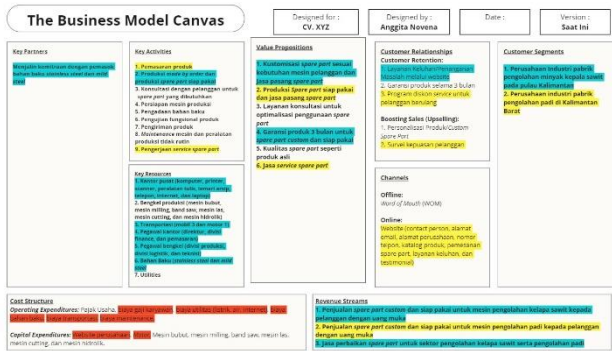 The Business Model Canvas
Designed for :
CV. XYZ
Designed by :
Anggita Novena
Date :
Version :
Saat Ini
Key Partners
Menjalin kemitraan dengan pemasok
bahan baku stainless steel dan mild
steel
Key Activities
1. Pemasaran produk
2. Produksi made by order dan
produksi spare part siap pakai
3. Konsultasi dengan pelanggan untuk
spare part yang dibutuhkan
4. Persiapan mesin produksi
5. Pengadaan bahan baku
6. Pengujian fungsional produk
7. Pengiriman produk
8. Maintenance mesin dan peralatan
produksi tidak rutin
9. Pengerjaan service spare part
Key Resources
1. Kantor pusat (komputer, printer,
scanner, peralatan tulis, lemari arsip,
telepon, internet, dan laptop)
2. Bengkel produksi (mesin bubut,
mesin milling, band saw, mesin las,
mesin cutting, dan mesin hidrolik)
3. Transportasi (mobil 3 dan motor 1)
4. Pegawai kantor (direktur, divisi
finance, dan pemasaran)
5. Pegawai bengkel (divisi produksi,
divisi logistik, dan teknisi)
6. Bahan Baku (stainless steel dan mild
steel)
7. Utilities
Value Propositions
1. Kustomisasi spare part sesuai
kebutuhan mesin pelanggan dan
jasa pasang spare part
2. Produksi Spare part siap pakai
dan jasa pasang spare part
3. Layanan konsultasi untuk
optimalisasi penggunaan spare
part
4. Garansi produk 3 bulan untuk
spare part custom dan siap pakai
5. Kualitas spare part seperti
produk asli
6. Jasa service spare part
Customer Relationships
Customer Retention:
1. Layanan Keluhan/Penanganan
Masalah melalui website
2. Garansi produk selama 3 bulan
3. Program diskon service untuk
pelanggan berulang
Boosting Sales (Upselling):
1. Personalisasi Produk/Custom
Spare Part
2. Survei kepuasan pelanggan
Channels
Offline:
Word of Mouth (WOM)
Online:
Website (contact person, alamat
email, alamat perusahaan, nomor
telpon, katalog produk, pemesanan
spare part, layanan keluhan, dan
testimonial)
Customer Segments
1. Perusahaan industri pabrik
pengolahan minyak kepala sawit
pada pulau Kalimantan
2. Perusahaan industri pabrik
pengolahan padi di Kalimantan
Barat
Cost Structure
Operating Expenditures: Pajak Usaha, biaya gaji karyawan, biaya utilitas (listrik, air, internet), biaya
bahan baku, biaya transportasi, biaya maintenance.
Capital Expenditures: Website perusahaan, Motor, Mesin bubut, mesin milling, band saw, mesin las,
mesin cutting, dan mesin hidrolik.
Revenue Streams
1. Penjualan spare part custom dan siap pakai untuk mesin pengolahan kelapa sawit kepada
pelanggan dengan uang muka
2. Penjualan spare part custom dan siap pakai untuk mesin pengolahan padi kepada pelanggan
dengan uang muka
3. Jasa perbaikan spare part untuk sektor pengolahan kelapa sawit serta pengolahan padi